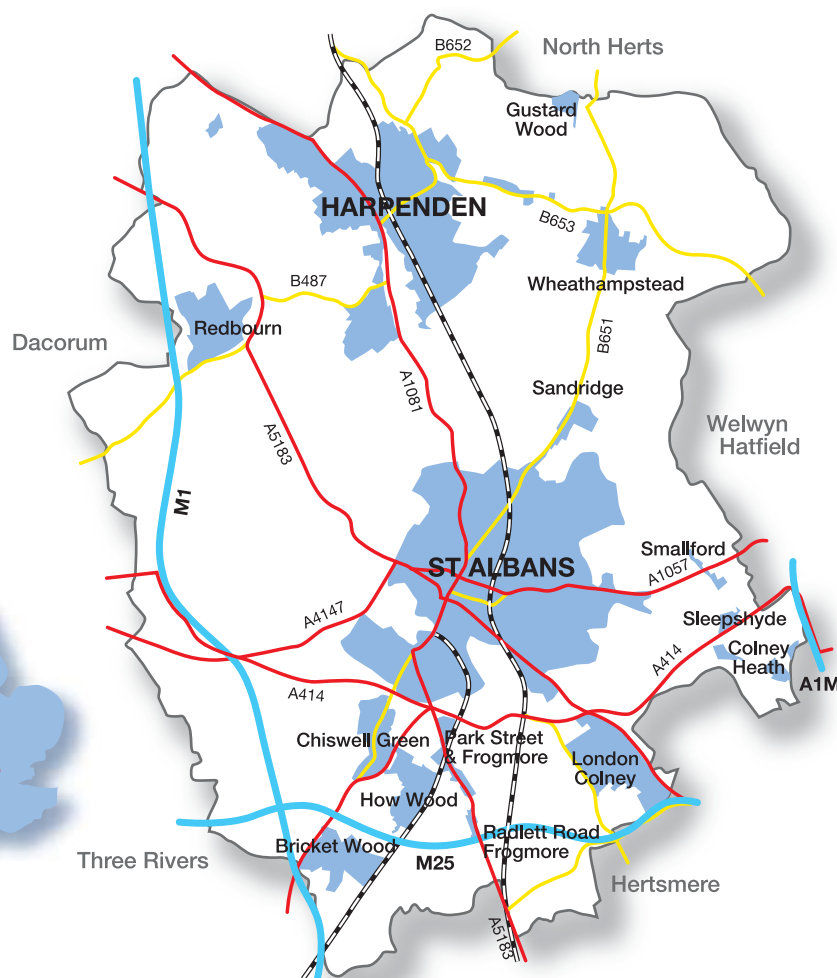 B652
North Herts
Gustard
Wood
HARPENDEN
B653
Wheathampstead
B487
Redbourn
Dacorum
B651
A1081
Sandridge
Welwyn
Hatfield
A5183
M1
Smallford
ST ALBANS
A1057
A4147
Sleepshyde
Colney
Heath
A414
A1M
A414
Chiswell Green
Park Street
& Frogmore
London
Colney
How Wood
Radlett Road
Frogmore
Bricket Wood
M25
Three Rivers
Hertsmere
A5183